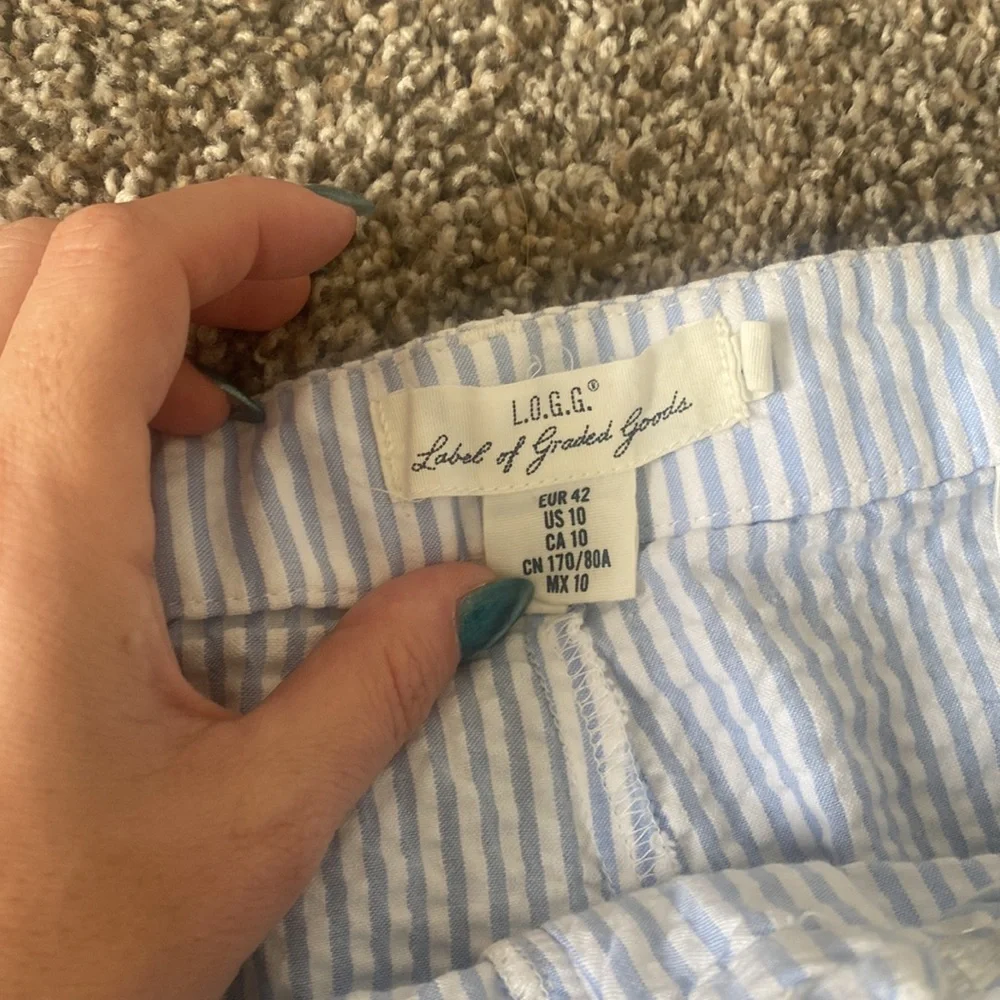 L.O.G.G.®
Label of Graded Goods
EUR 42
US 10
CA 10
CN 170/80A
MX 10